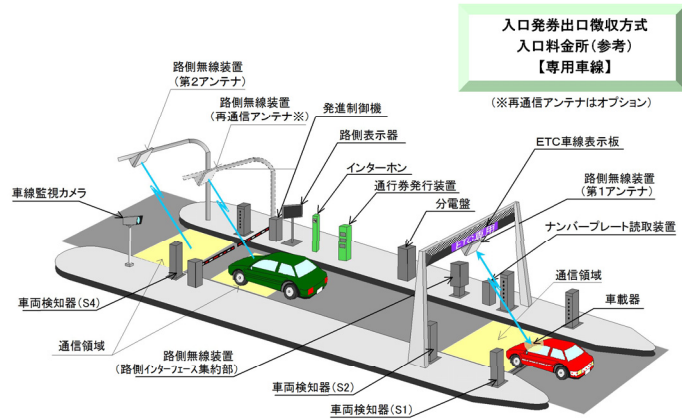 入口発券出口徴収方式
入口料金所(参考)
【専用車線】
(※再通信アンテナはオプション)
路側無線装置
(第2アンテナ)
路側無線装置
(再通信アンテナ※)
発進制御機
路側表示器
インターホン
通行券発行装置
分電盤
ETC車線表示板
路側無線装置
(第1アンテナ)
ナンバープレート読取装置
車線監視カメラ
ETC専用
通信領域
車載器
車両検知器(S4)
通信領域
路側無線装置
(路側インターフェース集約部)
車両検知器(S2)
車両検知器(S1)